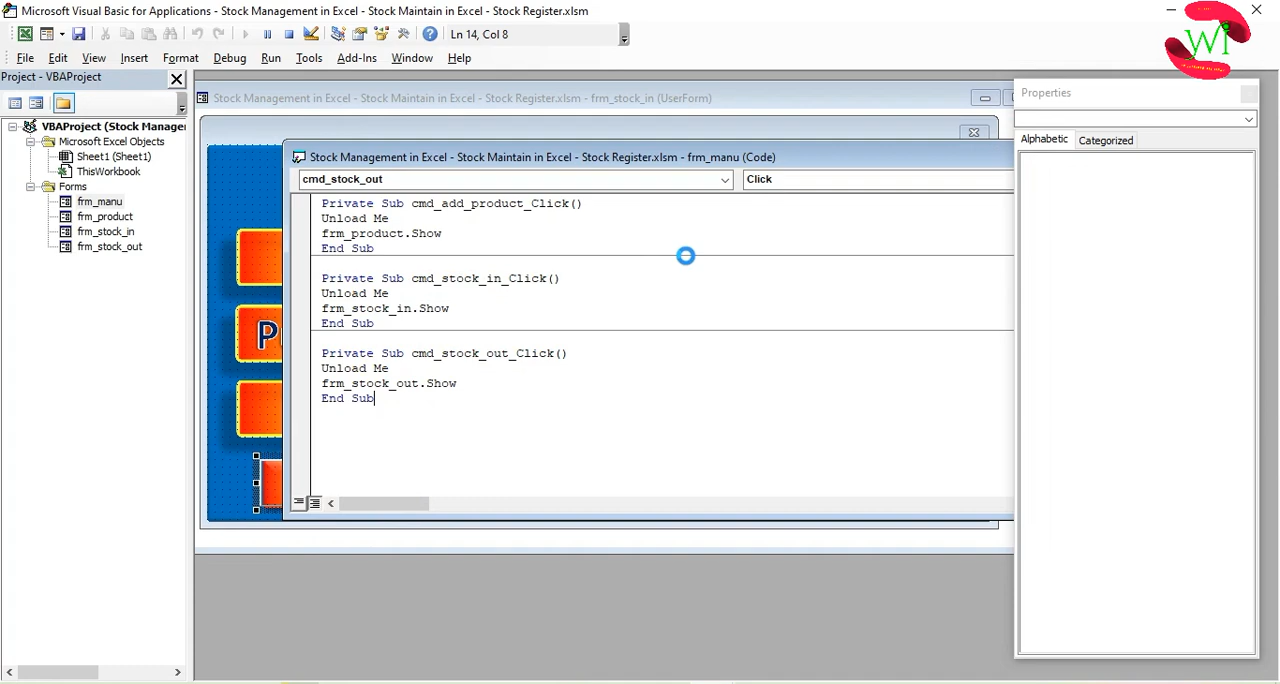 Microsoft Visual Basic for Applications - Stock Management in Excel - Stock Maintain in Excel - Stock Register.xlsm
Wi
Ln 14, Col 8
File Edit View Insert Format Debug Run Tools Add-Ins Window Help
Project - VBAProject
VBAProject (Stock Manager
Microsoft Excel Objects
Sheet1 (Sheet1)
ThisWorkbook
Forms
frm_manu
frm_product
frm_stock_in
frm_stock_out
Stock Management in Excel - Stock Maintain in Excel - Stock Register.xlsm - frm_stock_in (UserForm)
P
Stock Management in Excel - Stock Maintain in Excel - Stock Register.xlsm - frm_manu (Code)
cmd_stock_out Click
Private Sub cmd_add_product_Click()
Unload Me
frm_product.Show
End Sub
Private Sub cmd_stock_in_Click()
Unload Me
frm_stock_in.Show
End Sub
Private Sub cmd_stock_out_Click()
Unload Me
frm_stock_out.Show
End Sub
Properties
Alphabetic Categorized